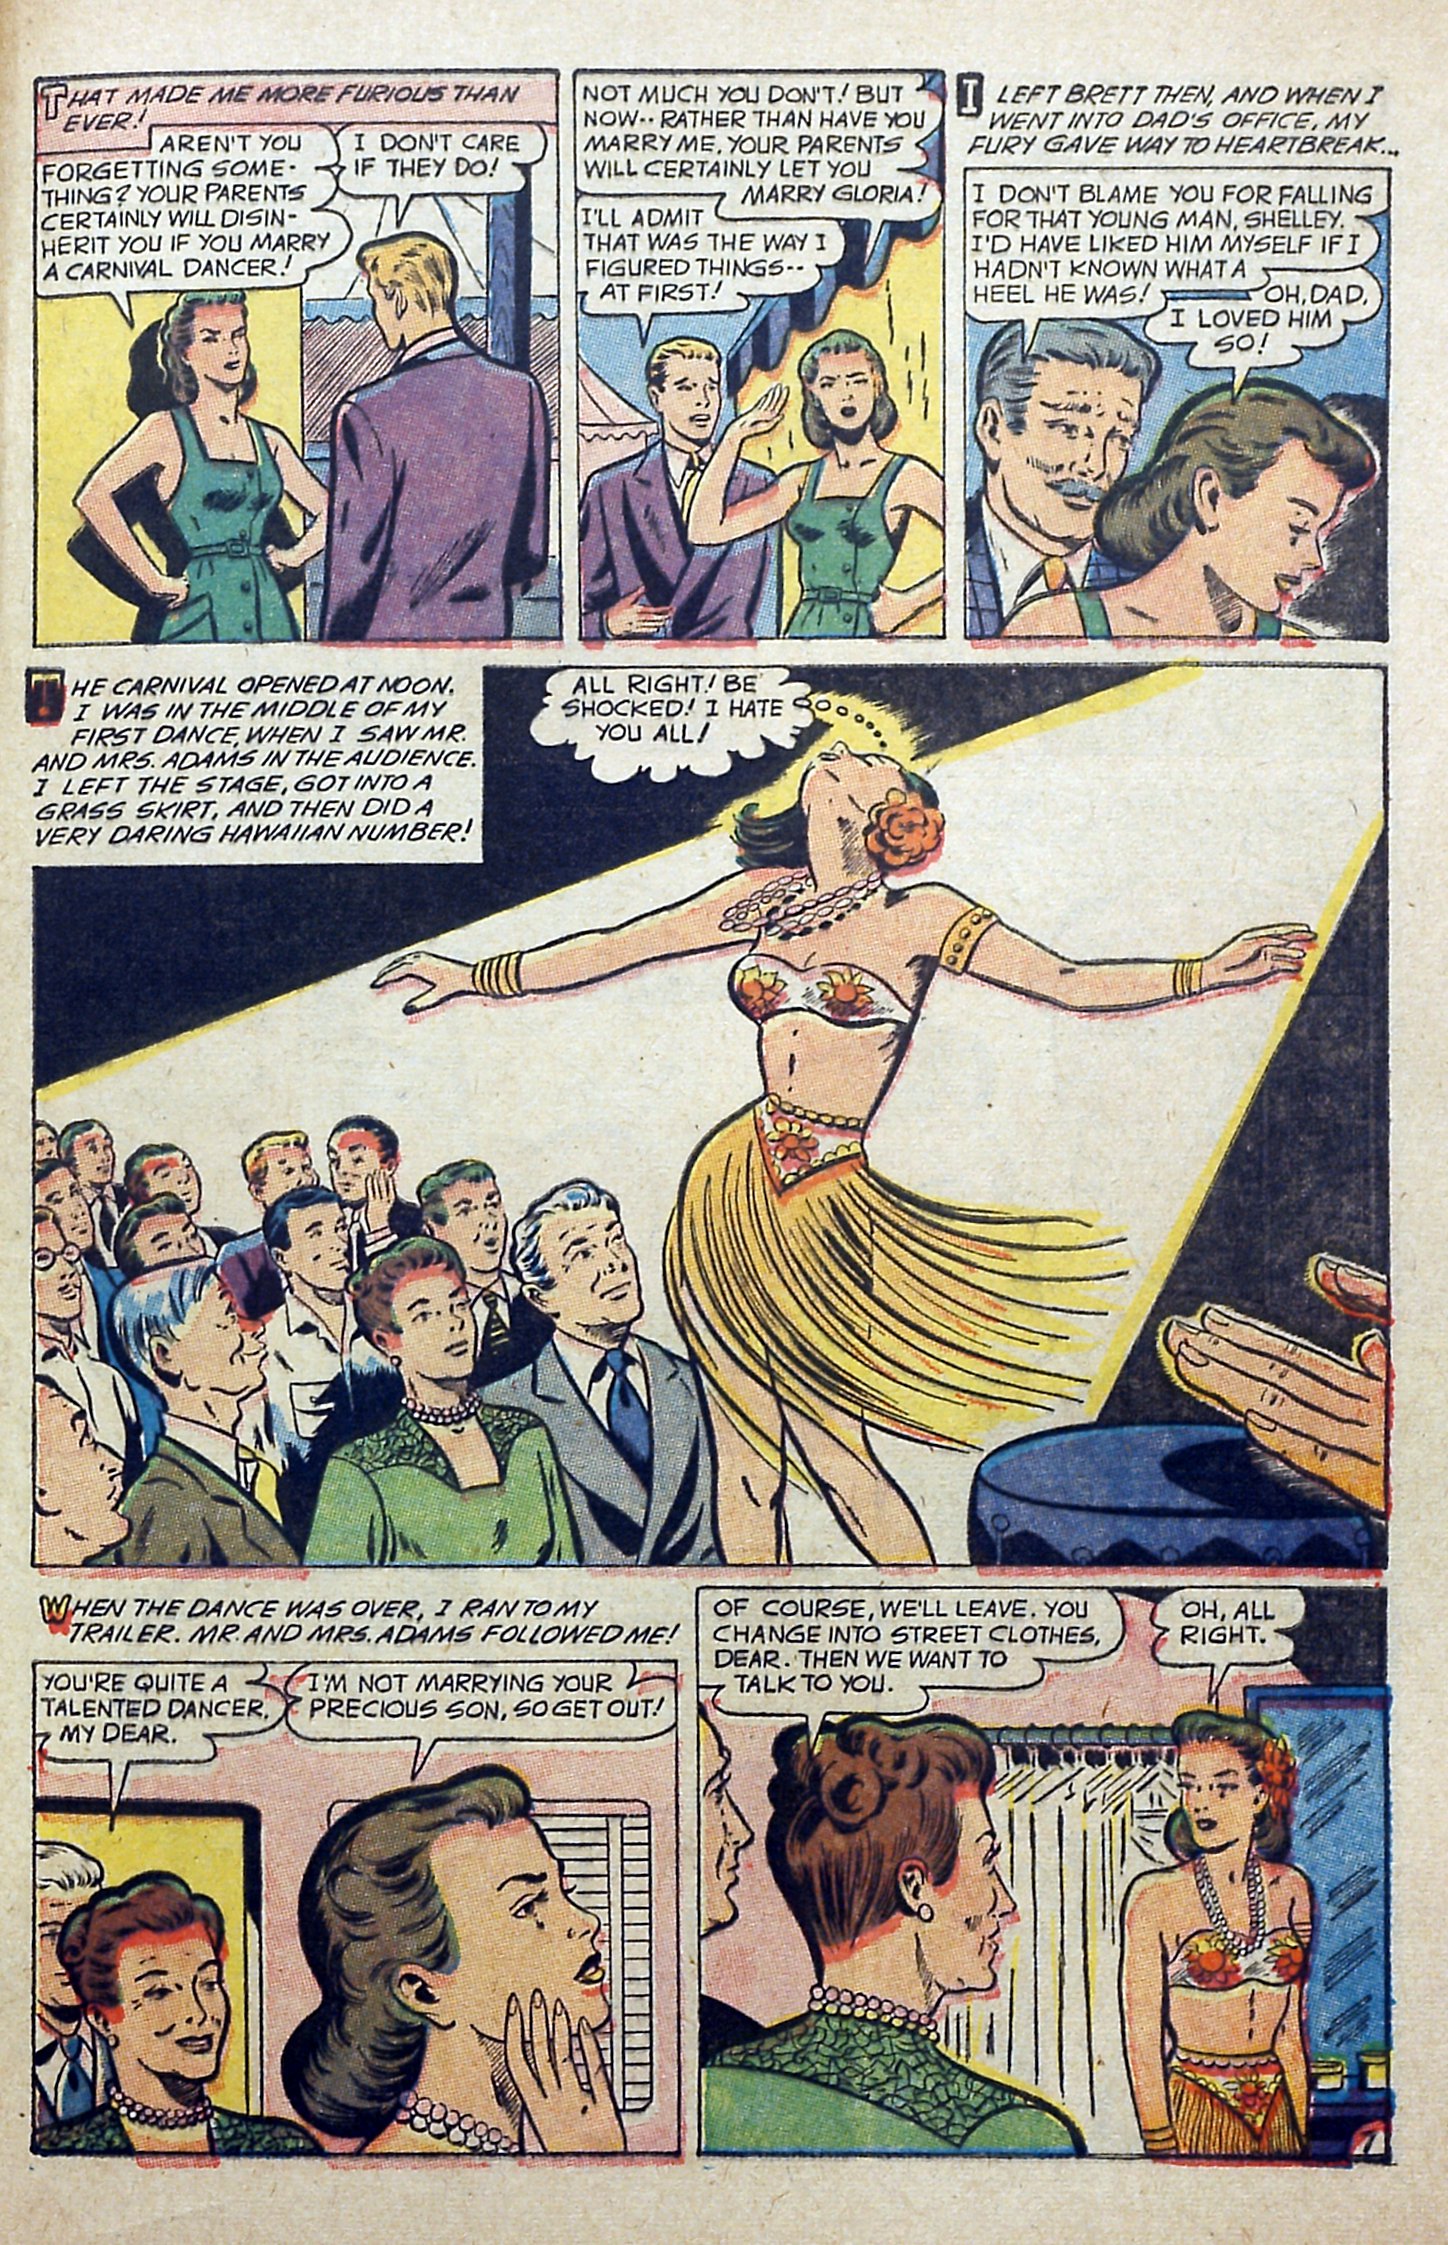 THAT MADE ME MORE FURIOUS THAN
EVER!
AREN'T YOU
FORGETTING SOME-
THING? YOUR PARENTS
CERTAINLY WILL DISIN-
HERIT YOU IF YOU MARRY
A CARNIVAL DANCER!
I DON'T CARE
IF THEY DO!
NOT MUCH YOU DON'T! BUT
NOW-- RATHER THAN HAVE YOU
MARRY ME, YOUR PARENTS
WILL CERTAINLY LET YOU
MARRY GLORIA!
I'LL ADMIT
THAT WAS THE WAY I
FIGURED THINGS--
AT FIRST!
I LEFT BRETT THEN, AND WHEN I
WENT INTO DAD'S OFFICE, MY
FURY GAVE WAY TO HEARTBREAK...
I DON'T BLAME YOU FOR FALLING
FOR THAT YOUNG MAN, SHELLEY.
I'D HAVE LIKED HIM MYSELF IF I
HADN'T KNOWN WHAT A
HEEL HE WAS!
OH, DAD,
I LOVED HIM
SO!
THE CARNIVAL OPENED AT NOON.
I WAS IN THE MIDDLE OF MY
FIRST DANCE, WHEN I SAW MR.
AND MRS. ADAMS IN THE AUDIENCE.
I LEFT THE STAGE, GOT INTO A
GRASS SKIRT, AND THEN DID A
VERY DARING HAWAIIAN NUMBER!
ALL RIGHT! BE
SHOCKED! I HATE
YOU ALL!
WHEN THE DANCE WAS OVER, I RAN TO MY
TRAILER. MR. AND MRS. ADAMS FOLLOWED ME!
YOU'RE QUITE A
TALENTED DANCER,
MY DEAR.
I'M NOT MARRYING YOUR
PRECIOUS SON, SO GET OUT!
OF COURSE, WE'LL LEAVE. YOU
CHANGE INTO STREET CLOTHES,
DEAR. THEN WE WANT TO
TALK TO YOU.
OH, ALL
RIGHT.
7